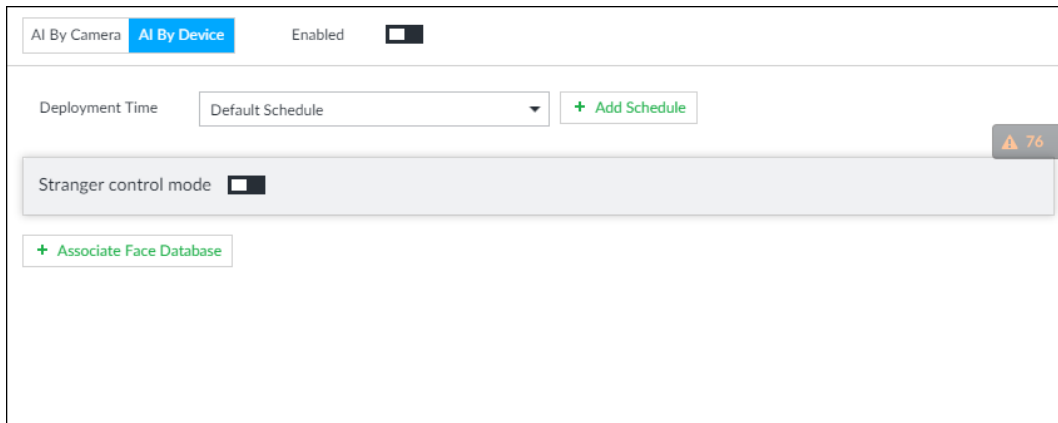 AI By Camera AI By Device Enabled
Deployment Time Default Schedule + Add Schedule
76
Stranger control mode
+ Associate Face Database